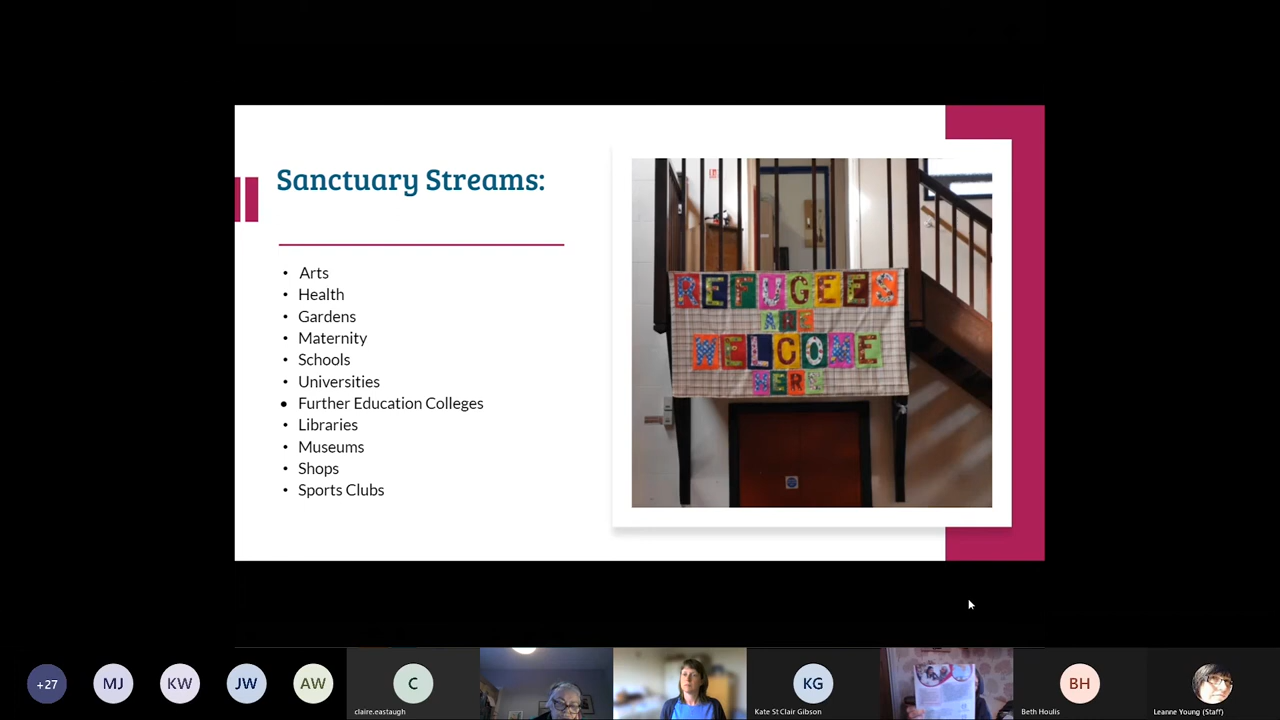 Sanctuary Streams:
• Arts
• Health
• Gardens
• Maternity
• Schools
• Universities
• Further Education Colleges
• Libraries
• Museums
• Shops
• Sports Clubs
REFUGEES
ARE
WELCOME
HERE
+27
MJ
KW
JW
AW
C
claire.eastaugh
KG
Kate St Clair Gibson
BH
Beth Houlis
Leanne Young (Staff)